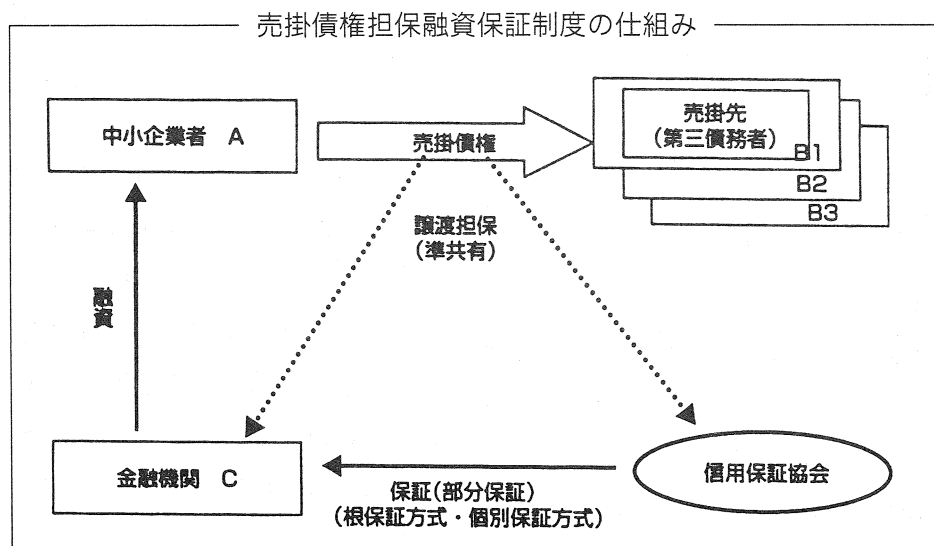 売掛債権担保融資保証制度の仕組み
中小企業者 A
売掛債権
売掛先
(第三債務者)
B1
B2
B3
譲渡担保
(準共有)
融資
金融機関 C
信用保証協会
保証(部分保証)
(根保証方式・個別保証方式)